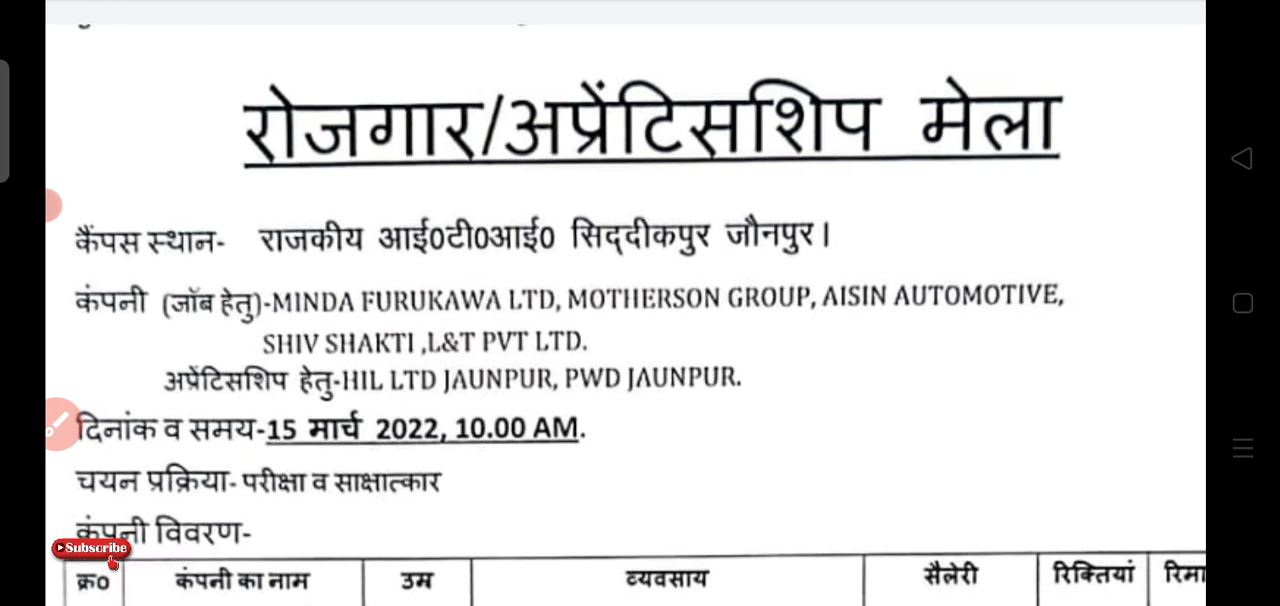 रोजगार/अप्रेंटिसशिप मेला
कैंपस स्थान- राजकीय आई0टी0आई0 सिद्दीकपुर जौनपुर।
कंपनी (जॉब हेतु)-MINDA FURUKAWA LTD, MOTHERSON GROUP, AISIN AUTOMOTIVE,
SHIV SHAKTI ,L&T PVT LTD.
अप्रेंटिसशिप हेतु-HIL LTD JAUNPUR, PWD JAUNPUR.
दिनांक व समय-15 मार्च 2022, 10.00 AM.
चयन प्रक्रिया- परीक्षा व साक्षात्कार
कंपनी विवरण-
Subscribe
क्र0 कंपनी का नाम उम्र व्यवसाय सैलेरी रिक्तियां रिमा